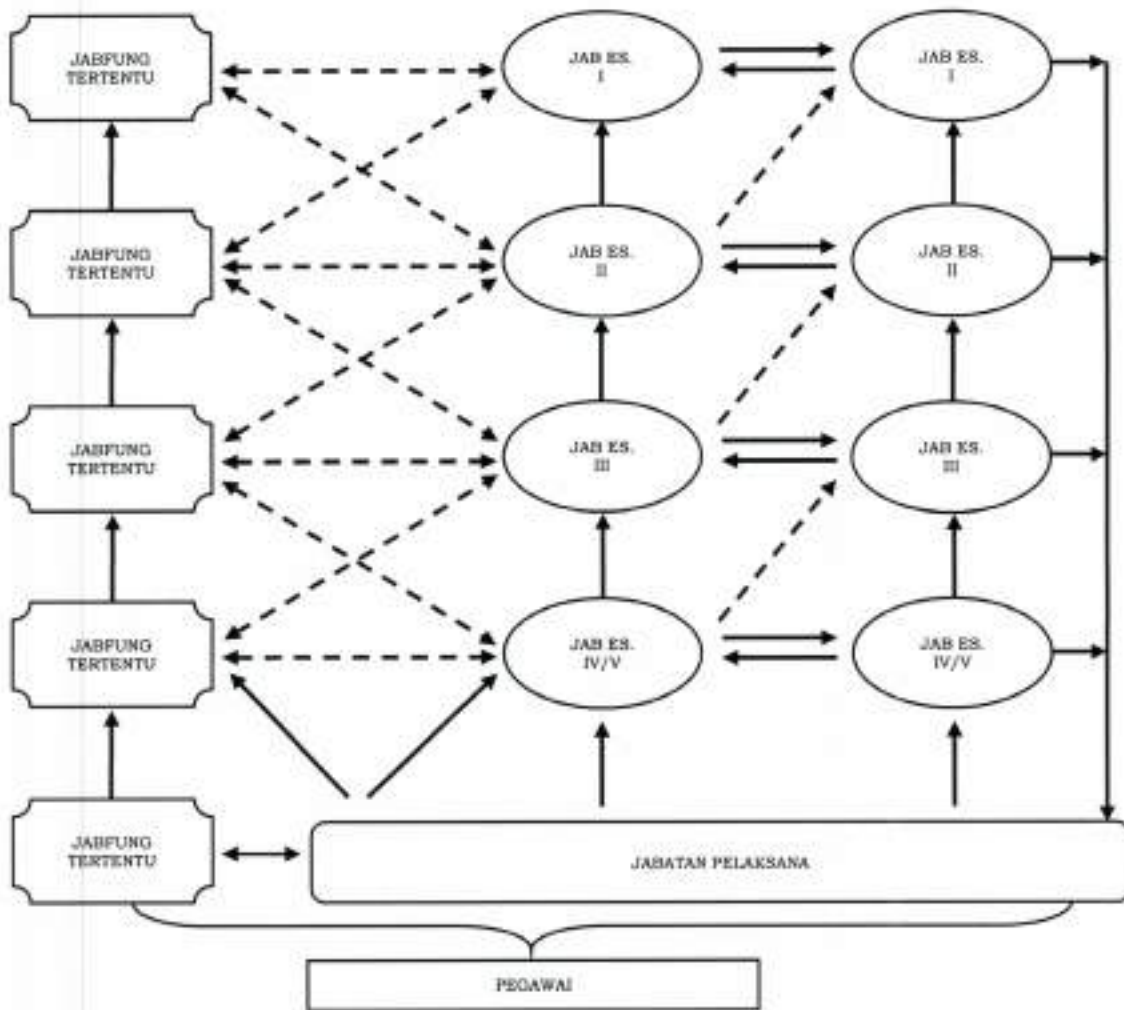 JABFUNG
TERTENTU
JAB ES.
I
JAB ES.
I
JABFUNG
TERTENTU
JAB ES.
II
JAB ES.
II
JABFUNG
TERTENTU
JAB ES.
III
JAB ES.
III
JABFUNG
TERTENTU
JAB ES.
IV/V
JAB ES.
IV/V
JABFUNG
TERTENTU
JABATAN PELAKSANA
PEGAWAI